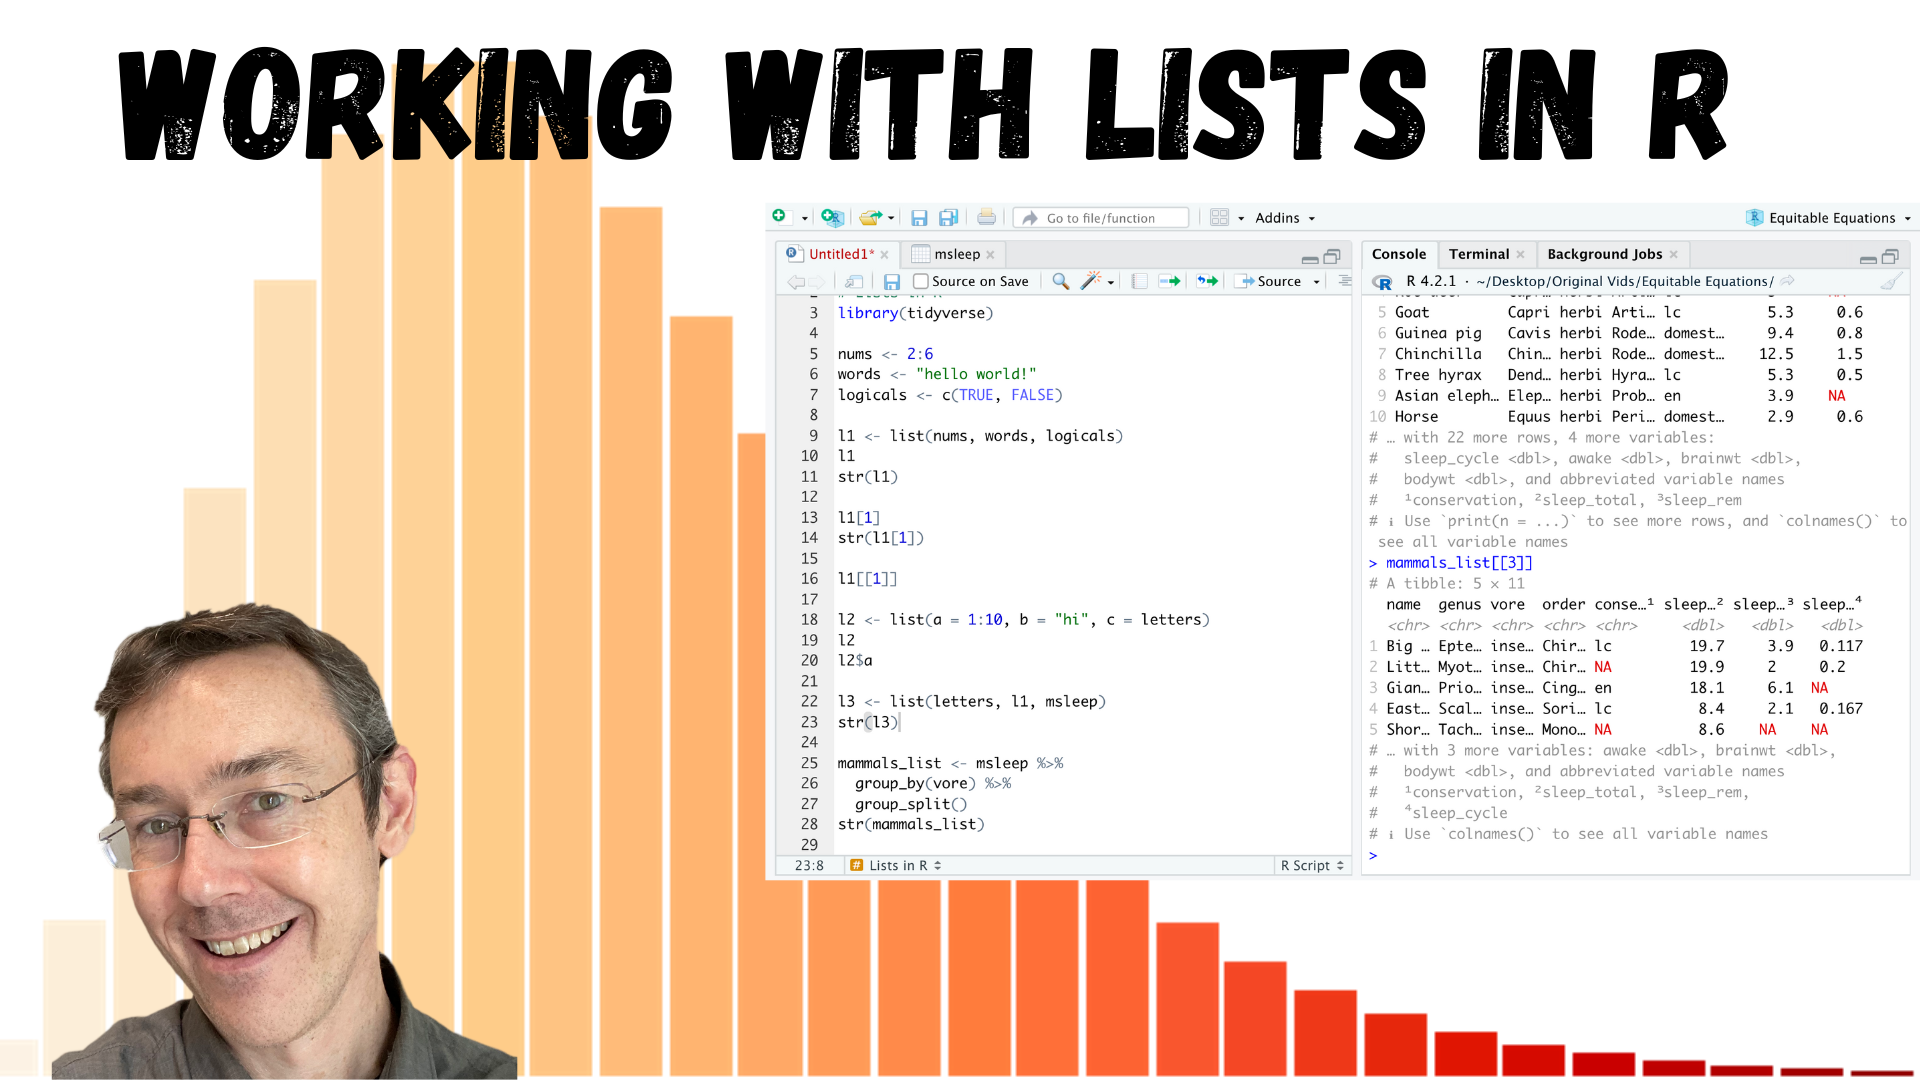 WORKING WITH LISTS IN R
Go to file/function
Addins
Equitable Equations
Untitled1*
msleep
Source on Save
Source
3 library(tidyverse)
4
5 nums <- 2:6
6 words <- "hello world!"
7 logicals <- c(TRUE, FALSE)
8
9 l1 <- list(nums, words, logicals)
10 l1
11 str(l1)
12
13 l1[1]
14 str(l1[1])
15
16 l1[[1]]
17
18 l2 <- list(a = 1:10, b = "hi", c = letters)
19 l2
20 l2$a
21
22 l3 <- list(letters, l1, msleep)
23 str(l3)
24
25 mammals_list <- msleep %>%
26 group_by(vore) %>%
27 group_split()
28 str(mammals_list)
29
23:8 # Lists in R R Script
Console Terminal Background Jobs
R 4.2.1 · ~/Desktop/Original Vids/Equitable Equations/
5 Goat Capri herbi Arti… lc 5.3 0.6
6 Guinea pig Cavis herbi Rode… domest… 9.4 0.8
7 Chinchilla Chin… herbi Rode… domest… 12.5 1.5
8 Tree hyrax Dend… herbi Hyra… lc 5.3 0.5
9 Asian eleph… Elep… herbi Prob… en 3.9 NA
10 Horse Equus herbi Peri… domest… 2.9 0.6
# … with 22 more rows, 4 more variables:
# sleep_cycle <dbl>, awake <dbl>, brainwt <dbl>,
# bodywt <dbl>, and abbreviated variable names
# ¹conservation, ²sleep_total, ³sleep_rem
# ℹ Use `print(n = ...)` to see more rows, and `colnames()` to
see all variable names
> mammals_list[[3]]
# A tibble: 5 × 11
name genus vore order conse…¹ sleep…² sleep…³ sleep…⁴
<chr> <chr> <chr> <chr> <chr> <dbl> <dbl> <dbl>
1 Big … Epte… inse… Chir… lc 19.7 3.9 0.117
2 Litt… Myot… inse… Chir… NA 19.9 2 0.2
3 Gian… Prio… inse… Cing… en 18.1 6.1 NA
4 East… Scal… inse… Sori… lc 8.4 2.1 0.167
5 Shor… Tach… inse… Mono… NA 8.6 NA NA
# … with 3 more variables: awake <dbl>, brainwt <dbl>,
# bodywt <dbl>, and abbreviated variable names
# ¹conservation, ²sleep_total, ³sleep_rem,
# ⁴sleep_cycle
# ℹ Use `colnames()` to see all variable names
>